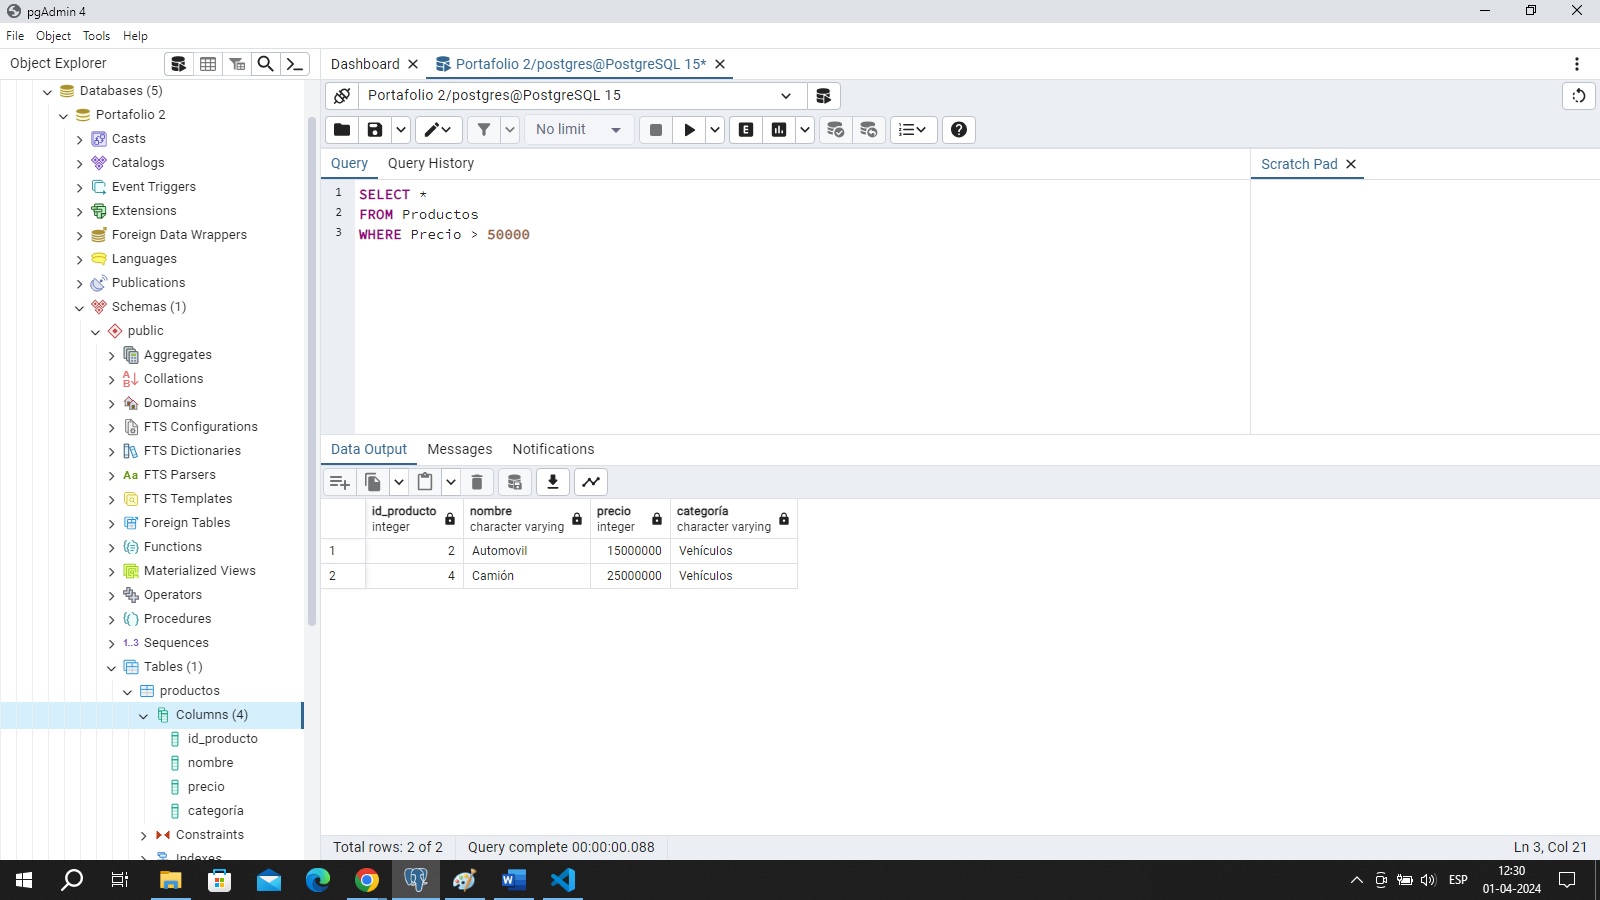 pgAdmin 4
File Object Tools Help
Object Explorer
Dashboard
Portafolio 2/postgres@PostgreSQL 15*
Databases (5)
Portafolio 2
Casts
Catalogs
Event Triggers
Extensions
Foreign Data Wrappers
Languages
Publications
Schemas (1)
public
Aggregates
Collations
Domains
FTS Configurations
FTS Dictionaries
Aa FTS Parsers
FTS Templates
Foreign Tables
Functions
Materialized Views
Operators
Procedures
1..3 Sequences
Tables (1)
productos
Columns (4)
id_producto
nombre
precio
categoría
Constraints
Indexes
Portafolio 2/postgres@PostgreSQL 15
No limit
E
Query Query History
Scratch Pad
1 SELECT *
2 FROM Productos
3 WHERE Precio > 50000
Data Output Messages Notifications
id_producto nombre precio categoría
integer character varying integer character varying
1 2 Automovil 15000000 Vehículos
2 4 Camión 25000000 Vehículos
Total rows: 2 of 2 Query complete 00:00:00.088 Ln 3, Col 21
ESP
12:30
01-04-2024